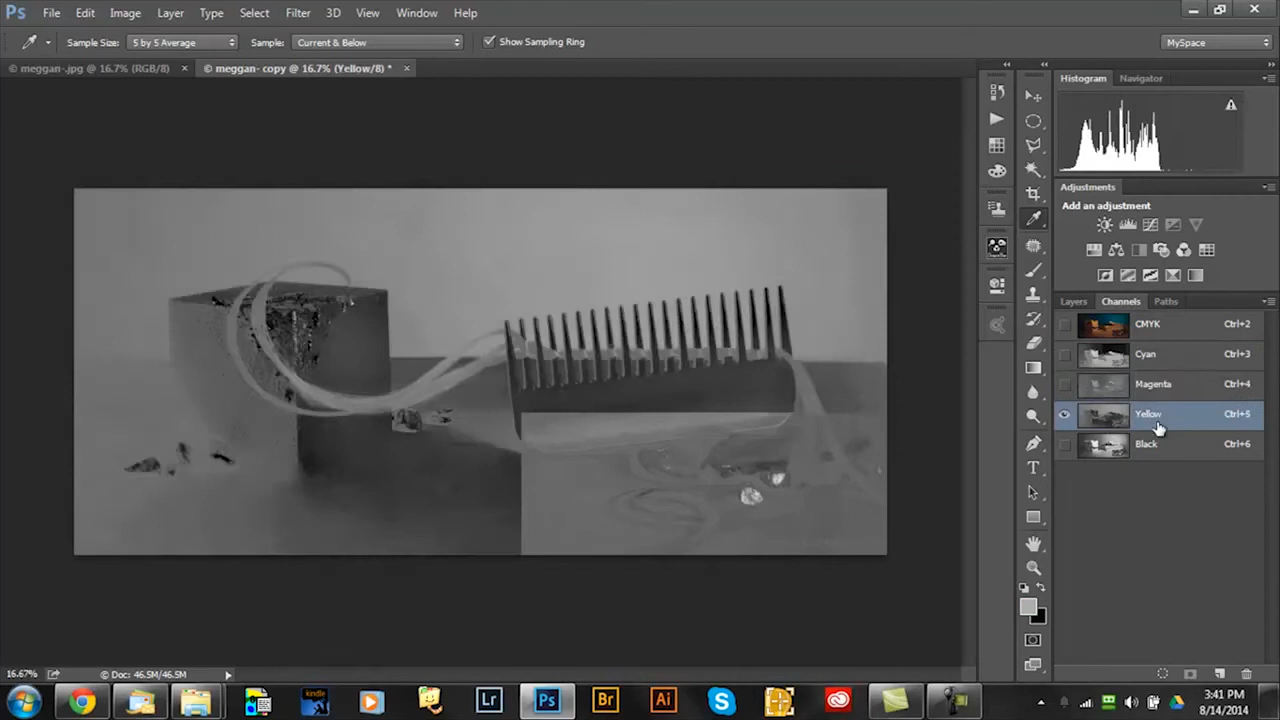 Ps File Edit Image Layer Type Select Filter 3D View Window Help
Sample Size: 5 by 5 Average Sample: Current & Below Show Sampling Ring MySpace
© meggan-.jpg @ 16.7% (RGB/8) × © meggan- copy @ 16.7% (Yellow/8) * ×
Histogram Navigator
Adjustments
Add an adjustment
Layers Channels Paths
CMYK Ctrl+2
Cyan Ctrl+3
Magenta Ctrl+4
Yellow Ctrl+5
Black Ctrl+6
16.67% Doc: 46.5M/46.5M
kindle Lr Ps Br Ai S
3:41 PM
8/14/2014